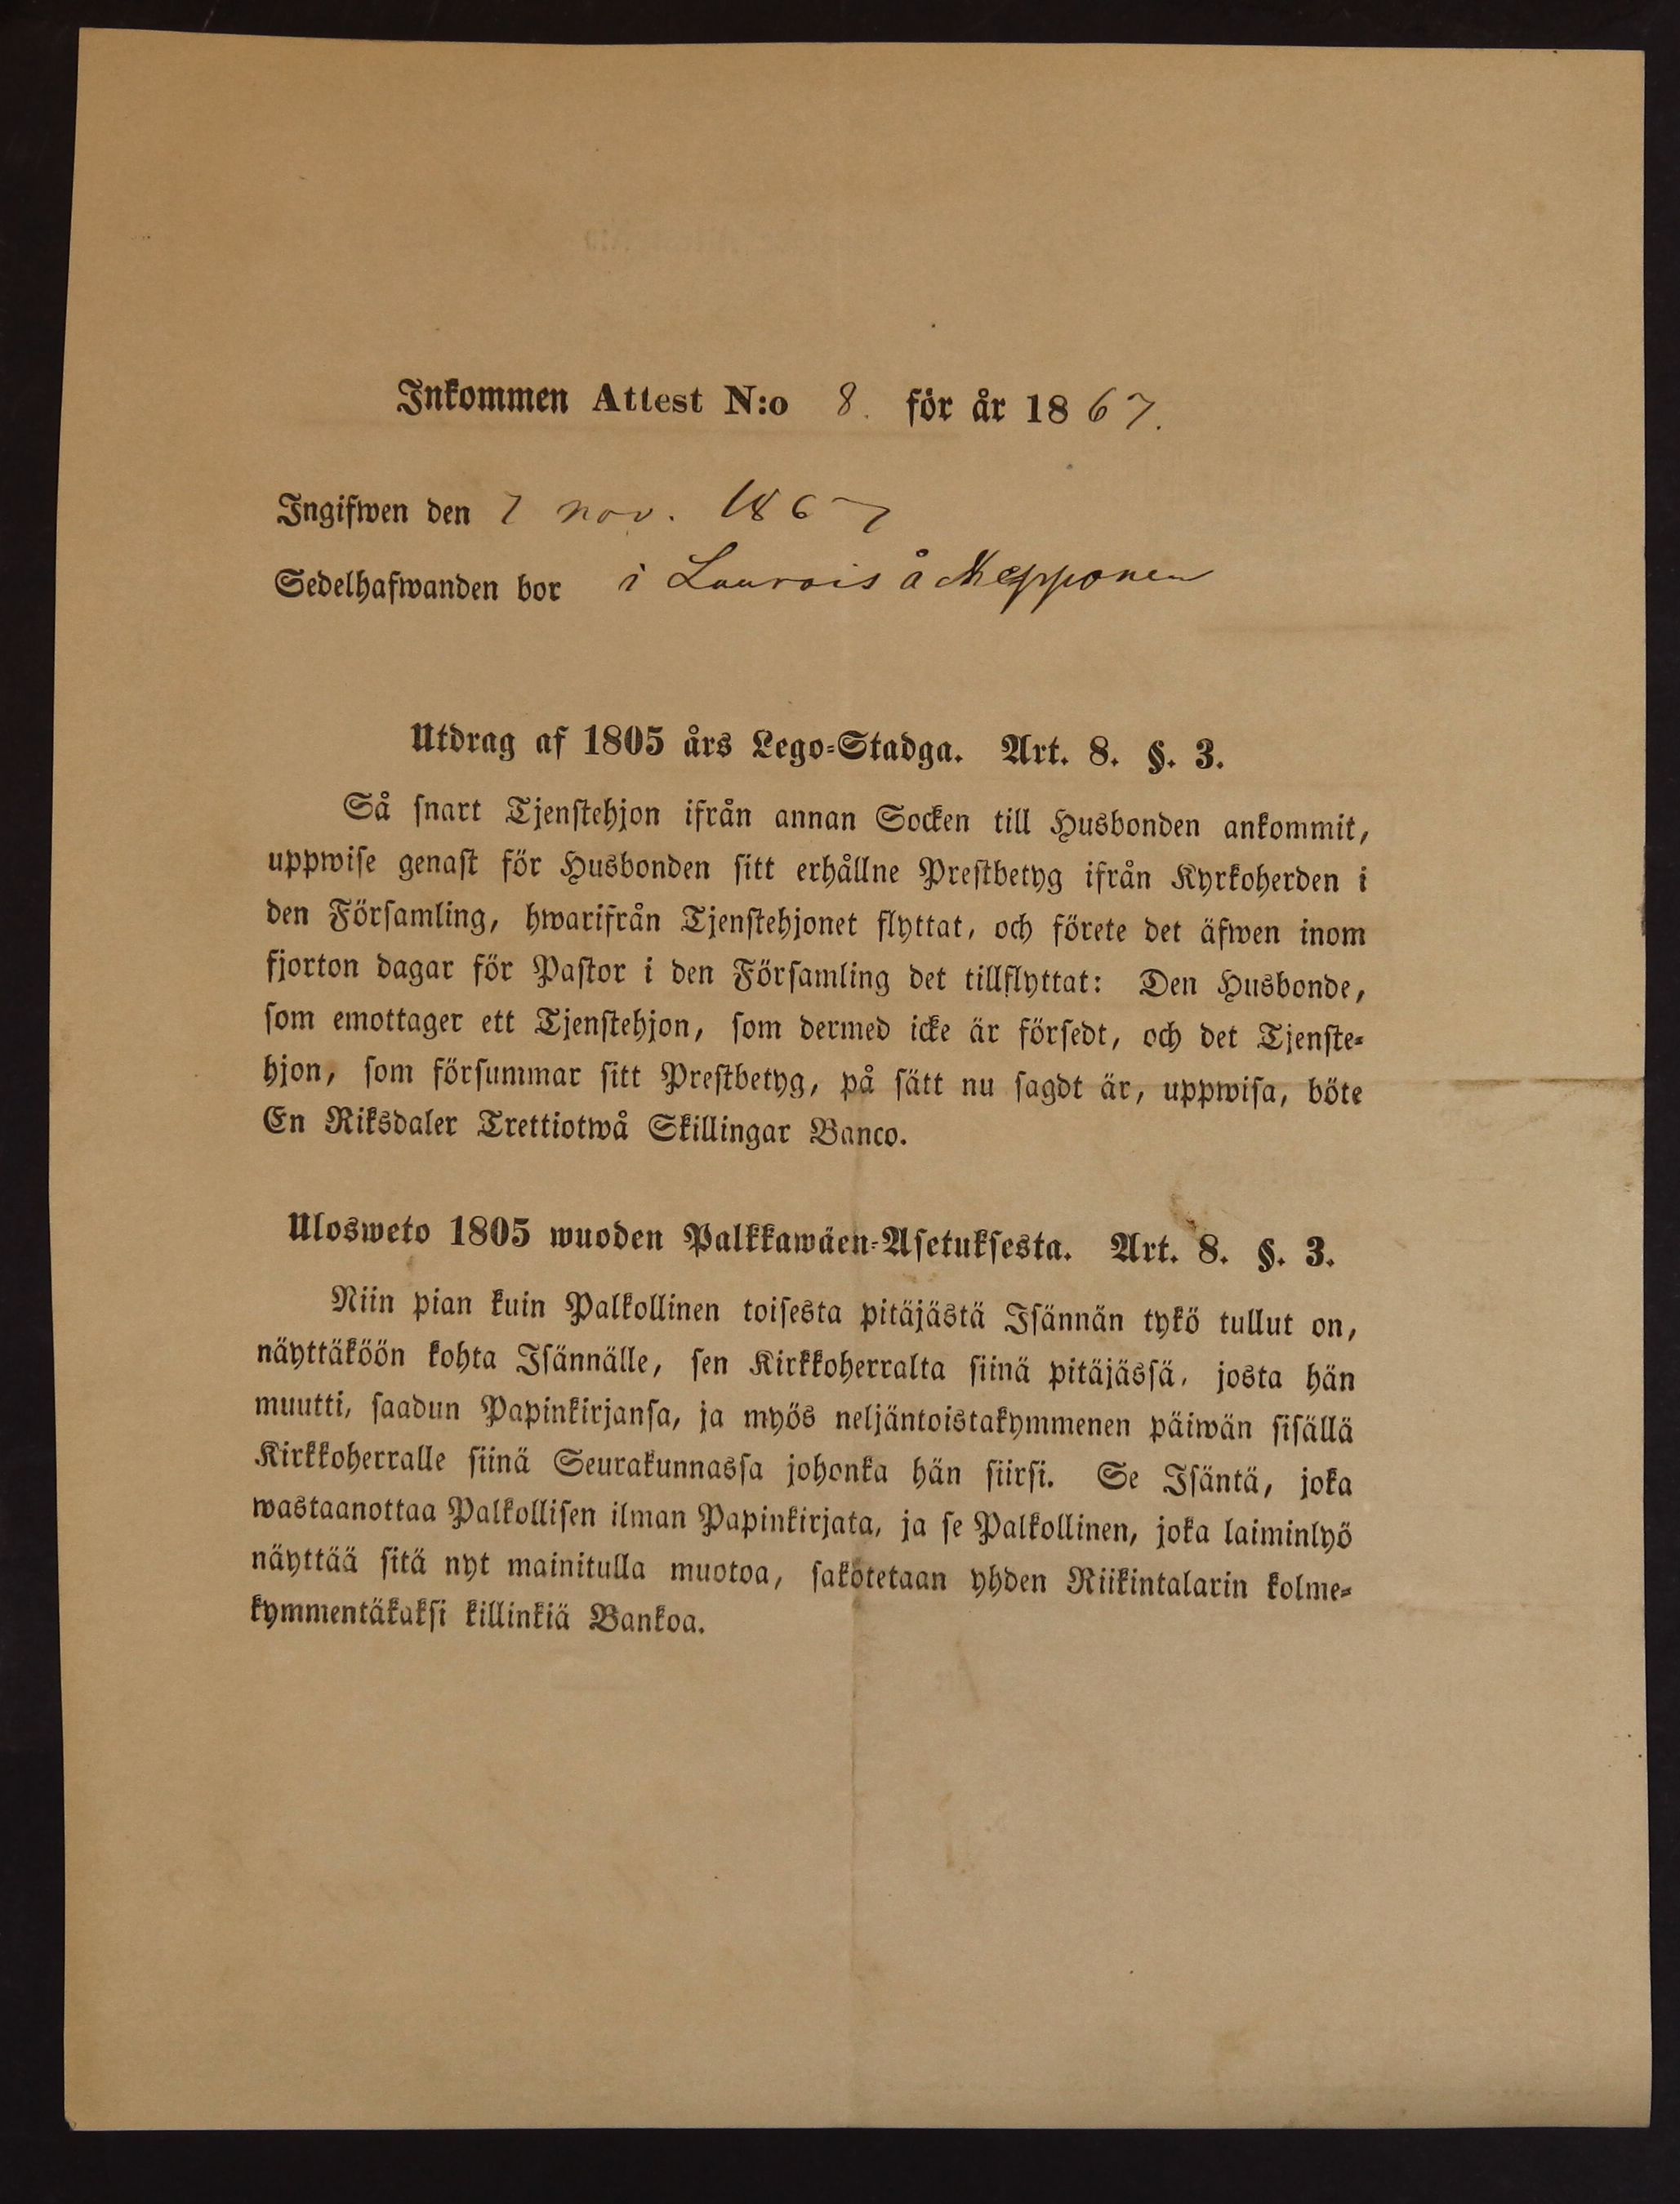 Inkommen Attest N:o 8. för år 1867.
Ingifwen den 7 nov. 1867
Sedelhafwanden bor i Laurois å Mepponen
Utdrag af 1805 års Lego-Stadga. Art. 8. §. 3.
Så snart Tjenstehjon ifrån annan Socken till Husbonden ankommit,
uppwise genast för Husbonden sitt erhållne Prestbetyg ifrån Kyrkoherden i
den Församling, hwarifrån Tjenstehjonet flyttat, och förete det äfwen inom
fjorton dagar för Pastor i den Församling det tillflyttat: Den Husbonde,
som emottager ett Tjenstehjon, som dermed icke är försedt, och det Tjenste-
hjon, som försummar sitt Prestbetyg, på sätt nu sagdt är, uppwisa, böte
En Riksdaler Trettiotwå Skillingar Banco.
Ulosweto 1805 wuoden Palkkawäen-Asetuksesta. Art. 8. §. 3.
Niin pian kuin Palkollinen toisesta pitäjästä Isännän tykö tullut on,
näyttäköön kohta Isännälle, sen Kirkkoherralta siinä pitäjässä, josta hän
muutti, saadun Papinkirjansa, ja myös neljäntoistakymmenen päiwän sisällä
Kirkkoherralle siinä Seurakunnassa johonka hän siirsi. Se Isäntä, joka
wastaanottaa Palkollisen ilman Papinkirjata, ja se Palkollinen, joka laiminlyö
näyttää sitä nyt mainitulla muotoa, sakotetaan yhden Riikintalarin kolme-
kymmentäkaksi killinkiä Bankoa.